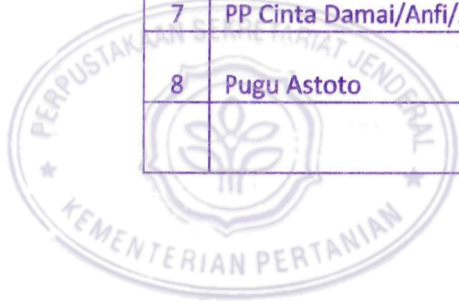 7 PP Cinta Damai/Anfi/
8 Pugu Astoto
PERPUSTAKAAN SEKRETARIAT JENDERAL
KEMENTERIAN PERTANIAN